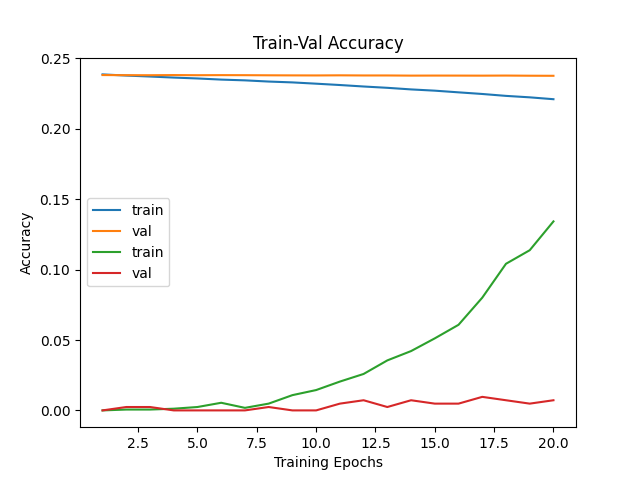 Train-Val Accuracy
0.25
0.20
0.15
0.10
0.05
0.00
Accuracy
train
val
train
val
2.5 5.0 7.5 10.0 12.5 15.0 17.5 20.0
Training Epochs